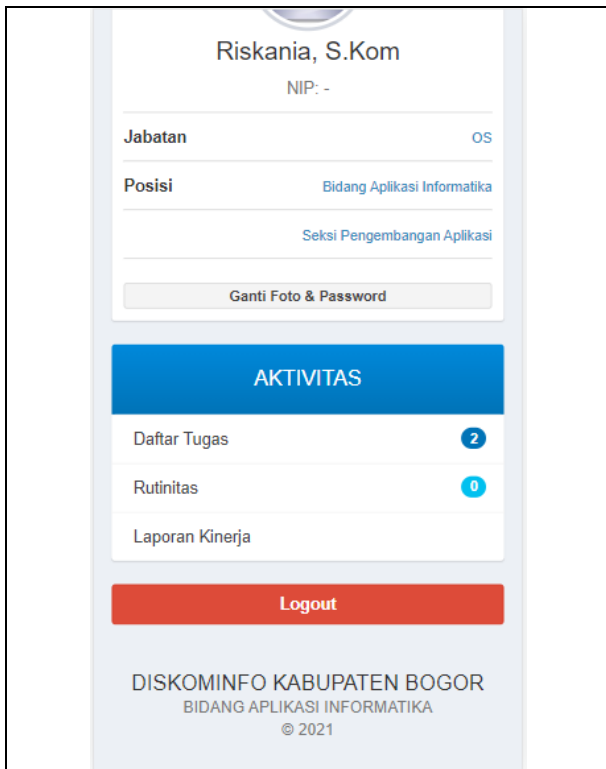 Riskania, S.Kom
NIP: -
Jabatan OS
Posisi Bidang Aplikasi Informatika
Seksi Pengembangan Aplikasi
Ganti Foto & Password
AKTIVITAS
Daftar Tugas 2
Rutinitas 0
Laporan Kinerja
Logout
DISKOMINFO KABUPATEN BOGOR
BIDANG APLIKASI INFORMATIKA
© 2021